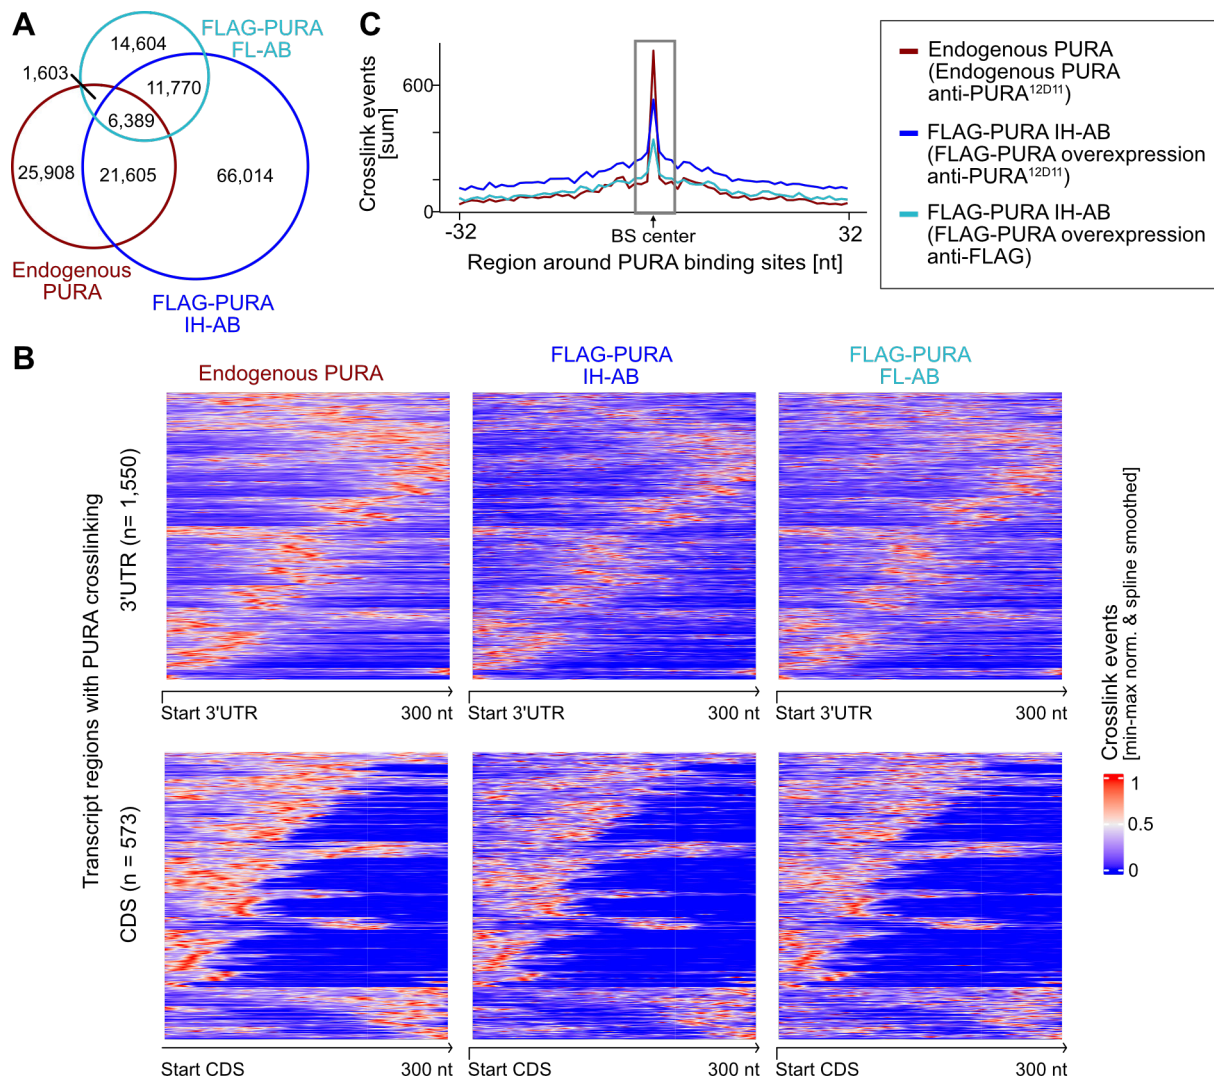 A
FLAG-PURA
FL-AB
14,604
1,603
11,770
6,389
25,908
21,605
66,014
Endogenous
PURA
FLAG-PURA
IH-AB
C
Crosslink events
[sum]
600
0
-32
BS center
32
Region around PURA binding sites [nt]
Endogenous PURA
(Endogenous PURA
anti-PURA¹²ᴰ¹¹)
FLAG-PURA IH-AB
(FLAG-PURA overexpression
anti-PURA¹²ᴰ¹¹)
FLAG-PURA IH-AB
(FLAG-PURA overexpression
anti-FLAG)
B
Endogenous PURA
FLAG-PURA
IH-AB
FLAG-PURA
FL-AB
Transcript regions with PURA crosslinking
3'UTR (n= 1,550)
Start 3'UTR
300 nt
Start 3'UTR
300 nt
Start 3'UTR
300 nt
CDS (n = 573)
Start CDS
300 nt
Start CDS
300 nt
Start CDS
300 nt
Crosslink events
[min-max norm. & spline smoothed]
1
0.5
0